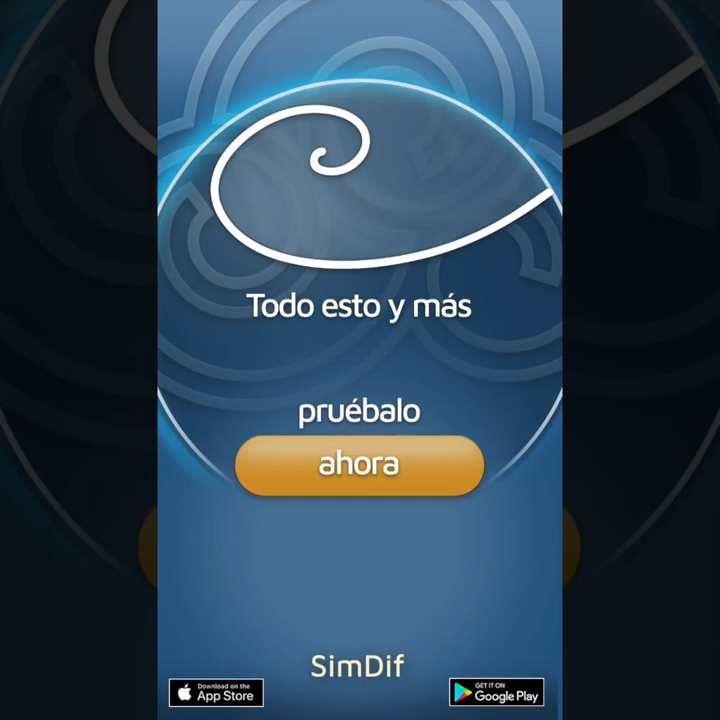 Todo esto y más
pruébalo
ahora
SimDif
Download on the
App Store
GET IT ON
Google Play